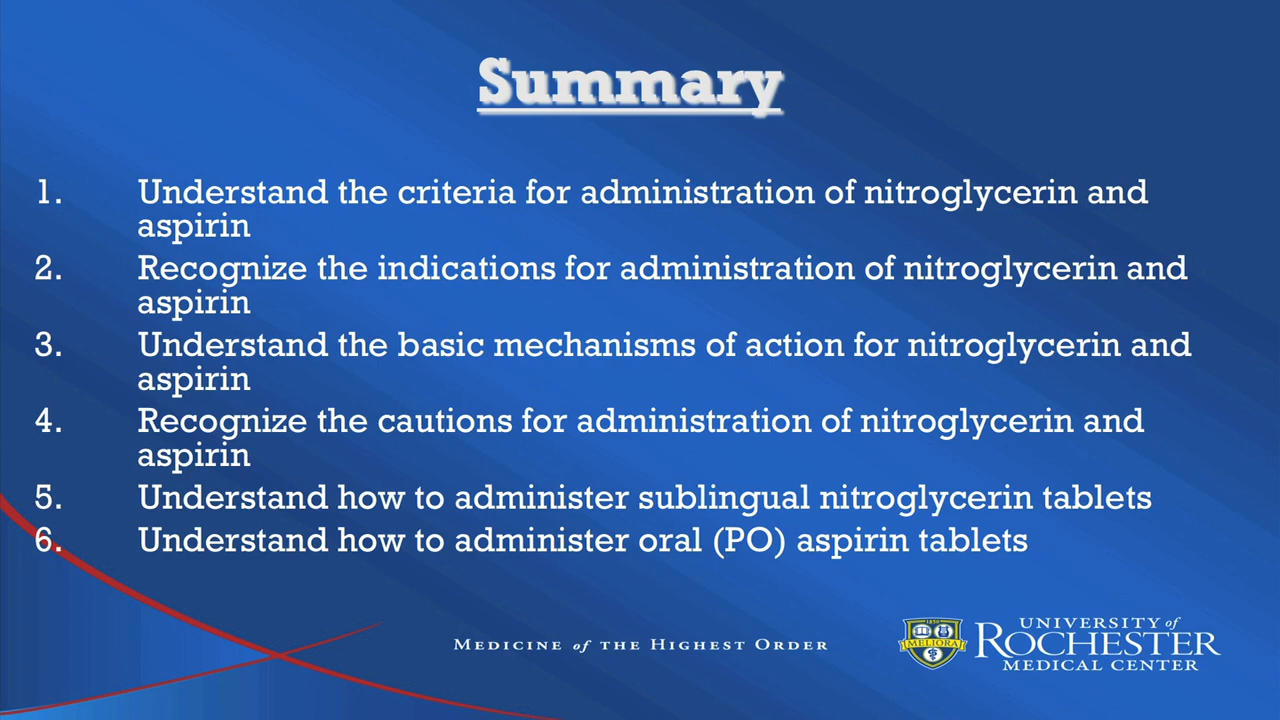 Summary
1. Understand the criteria for administration of nitroglycerin and
aspirin
2. Recognize the indications for administration of nitroglycerin and
aspirin
3. Understand the basic mechanisms of action for nitroglycerin and
aspirin
4. Recognize the cautions for administration of nitroglycerin and
aspirin
5. Understand how to administer sublingual nitroglycerin tablets
6. Understand how to administer oral (PO) aspirin tablets
MEDICINE of THE HIGHEST ORDER
1850
MELIORA
UNIVERSITY of
ROCHESTER
MEDICAL CENTER